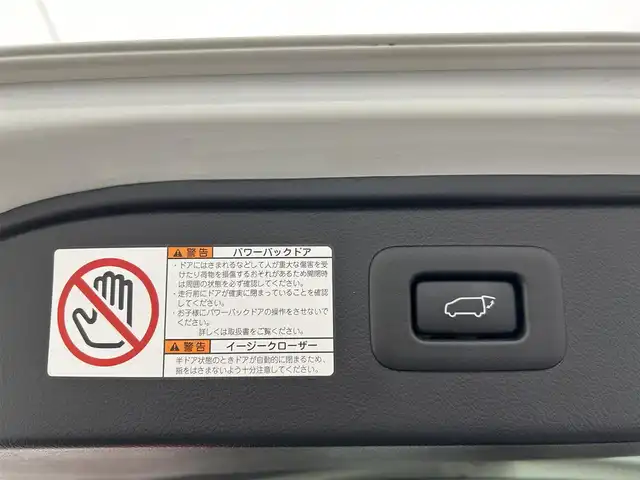 警告 パワーバックドア
・ドアにはさまれるなどして人が重大な傷害を受
けたり荷物を損傷するおそれがあるため開閉時
は周囲の状態を必ず確認してください。
・走行前にドアが確実に閉まっていることを確認
してください。
・お子様にパワーバックドアの操作をさせないで
ください。
詳しくは取扱書をご覧ください。
警告 イージークローザー
半ドア状態のときドアが自動的に閉まるため、
指をはさまないよう十分注意してください。